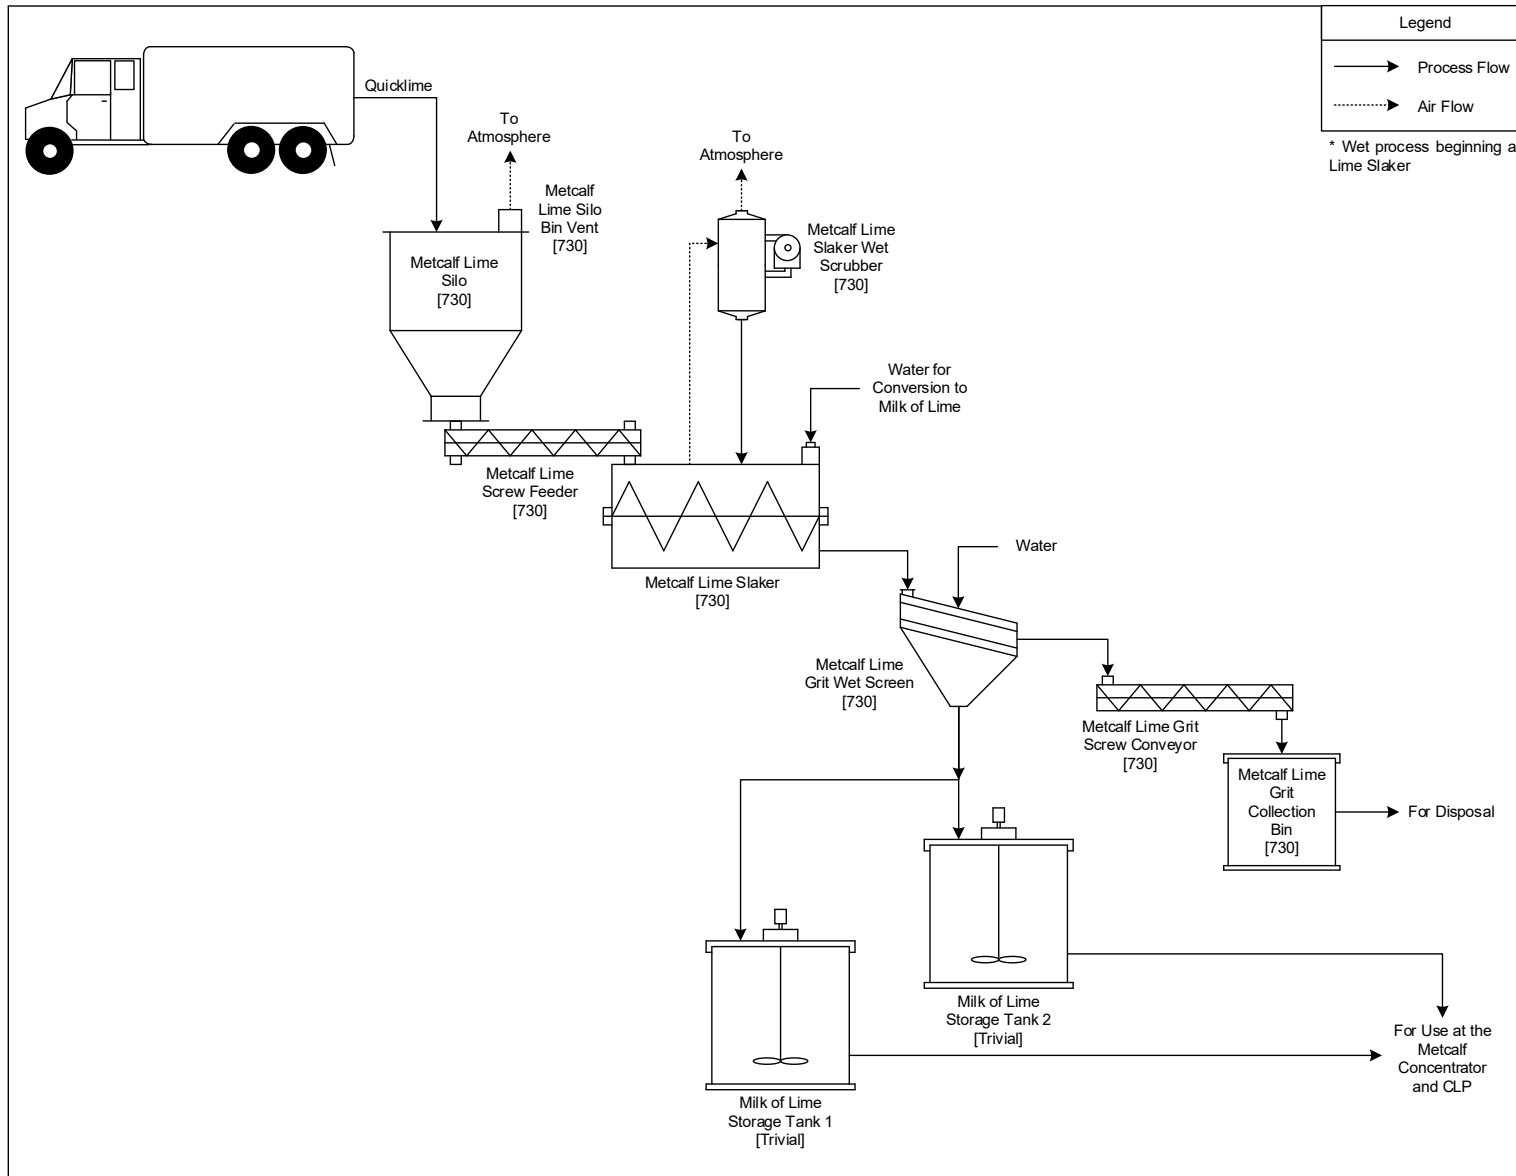 Legend
Process Flow
Air Flow
* Wet process beginning a
Lime Slaker
Quicklime
To
Atmosphere
Metcalf
Lime Silo
Bin Vent
[730]
Metcalf Lime
Silo
[730]
To
Atmosphere
Metcalf Lime
Slaker Wet
Scrubber
[730]
Water for
Conversion to
Milk of Lime
Metcalf Lime
Screw Feeder
[730]
Metcalf Lime Slaker
[730]
Water
Metcalf Lime
Grit Wet Screen
[730]
Metcalf Lime Grit
Screw Conveyor
[730]
Metcalf Lime
Grit
Collection
Bin
[730]
For Disposal
Milk of Lime
Storage Tank 2
[Trivial]
For Use at the
Metcalf
Concentrator
and CLP
Milk of Lime
Storage Tank 1
[Trivial]